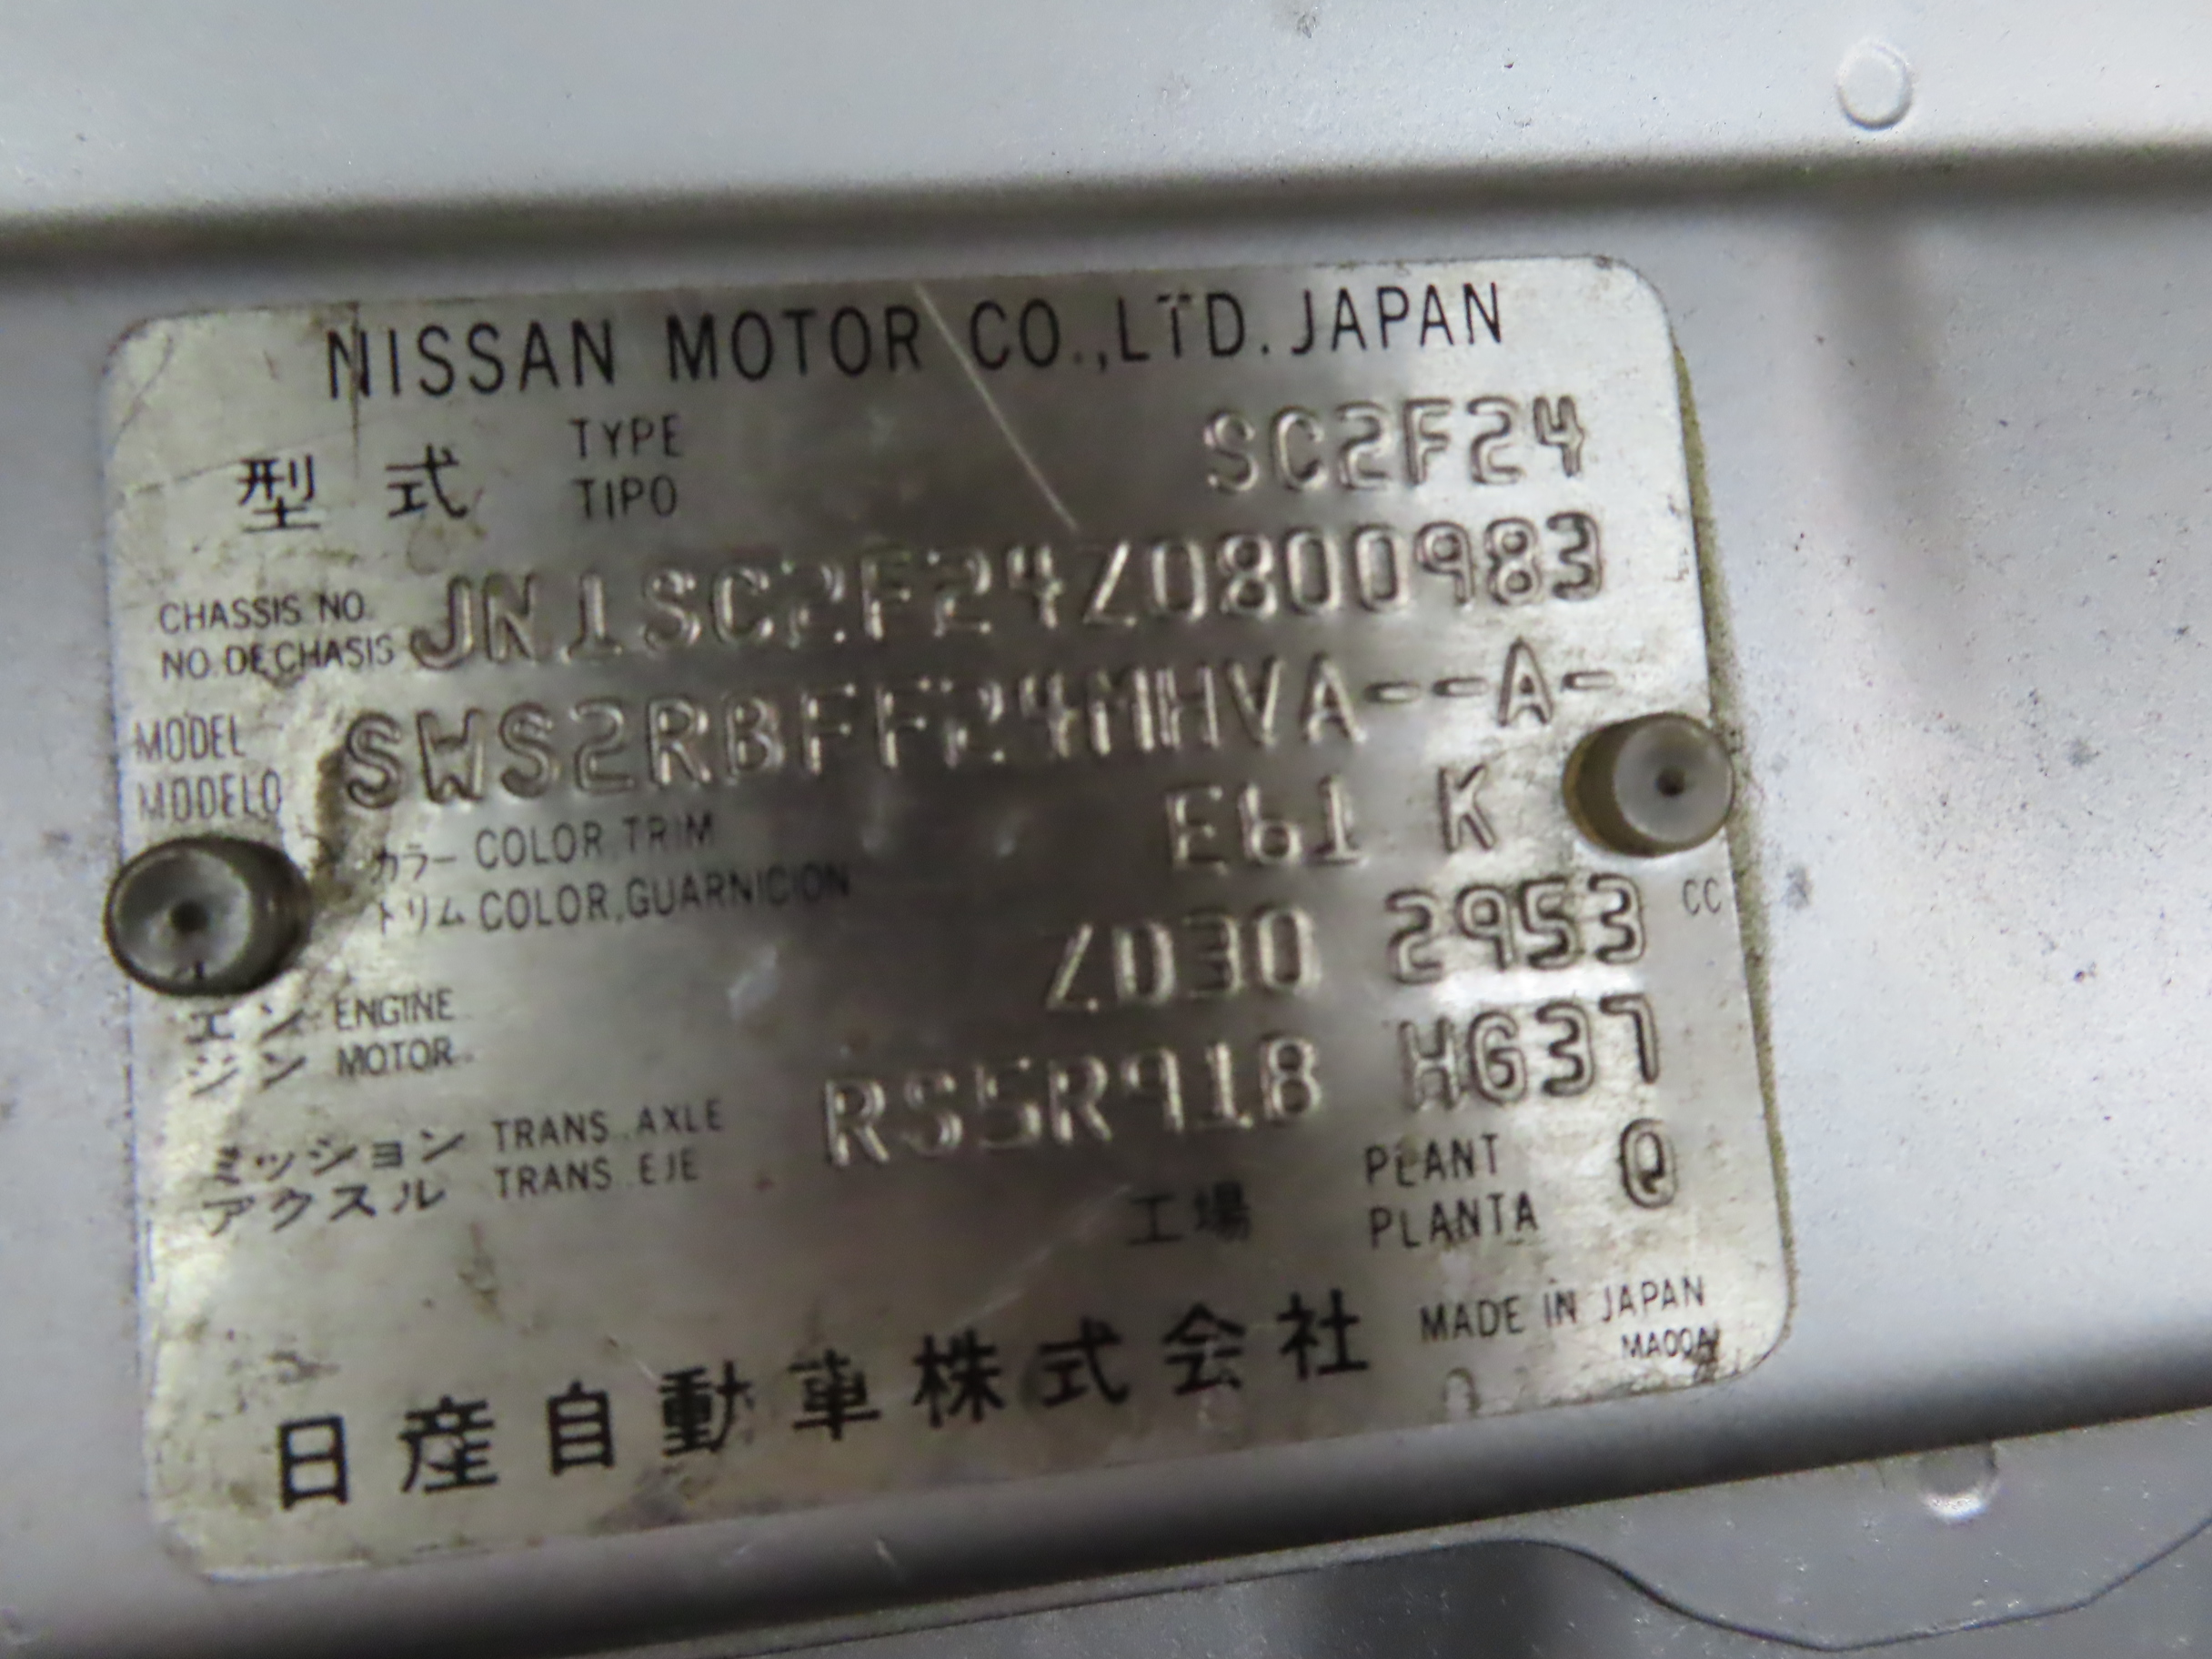 NISSAN MOTOR CO.,LTD. JAPAN
型式 TYPE TIPO SC2F24
CHASSIS NO. NO. DE CHASIS JN1SC2F24Z0800983
MODEL MODELO SWS2RBFF24MHVA--A-
カラー COLOR,TRIM E61 K
トリム COLOR,GUARNICION
エン ENGINE ZD30 2953 CC
ジン MOTOR
ミッション TRANS.AXLE RS5R91B HG37
アクスル TRANS.EJE
工場 PLANT PLANTA Q
日産自動車株式会社 MADE IN JAPAN